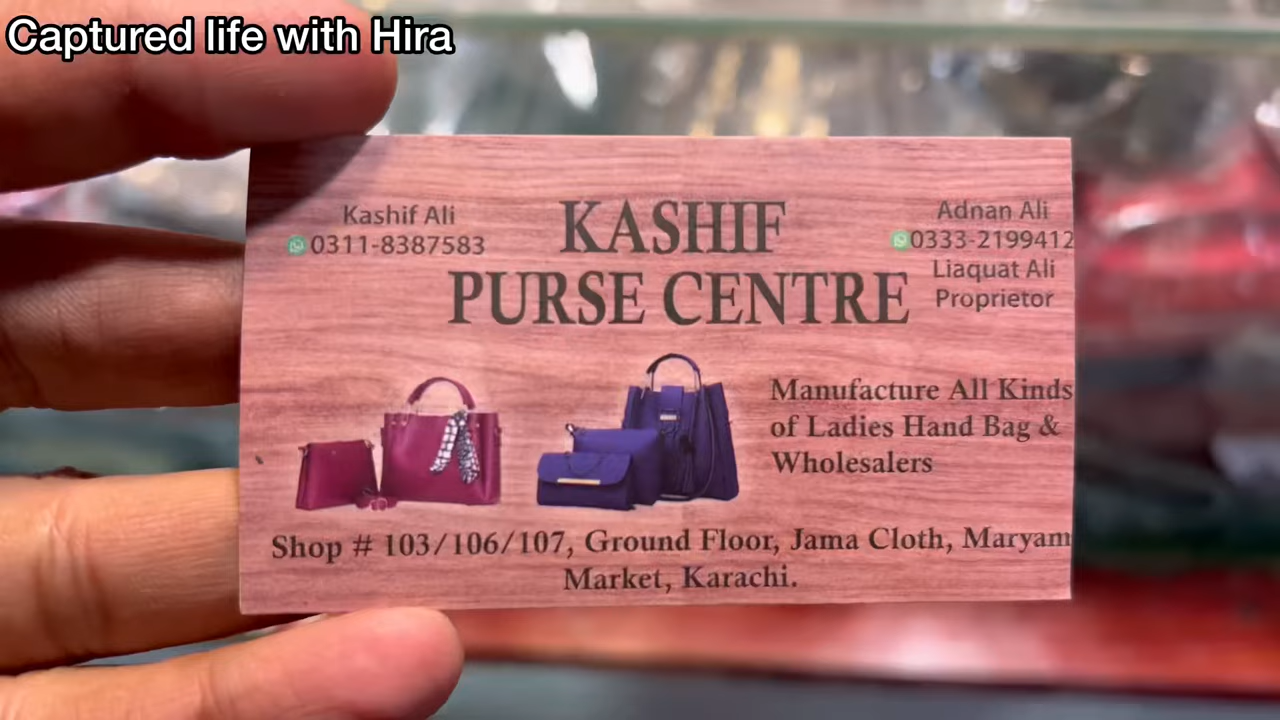 Captured life with Hira
Kashif Ali
0311-8387583
KASHIF
PURSE CENTRE
Adnan Ali
0333-2199412
Liaquat Ali
Proprietor
Manufacture All Kinds
of Ladies Hand Bag &
Wholesalers
Shop # 103/106/107, Ground Floor, Jama Cloth, Maryam
Market, Karachi.